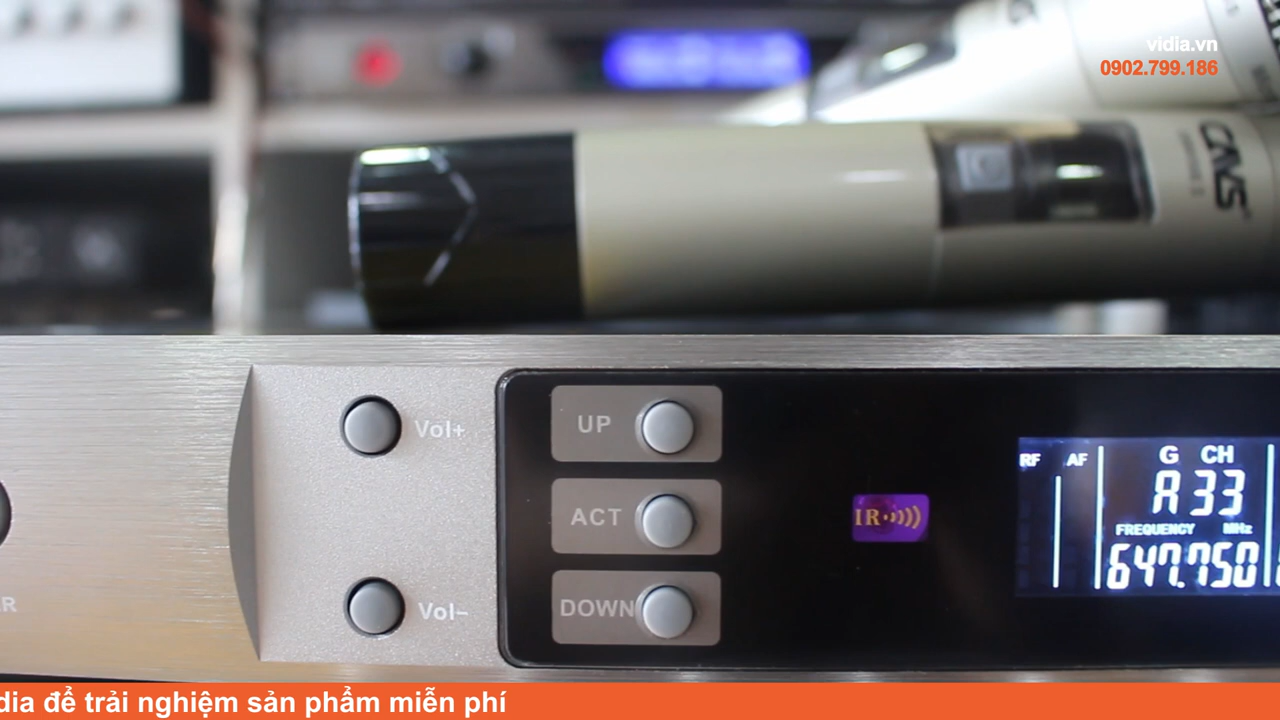 vidia.vn
0902.799.186
Vol+
UP
ACT
DOWN
Vol-
IR
RF AF G CH
A 33
FREQUENCY MHz
647.750
dia để trải nghiệm sản phẩm miễn phí